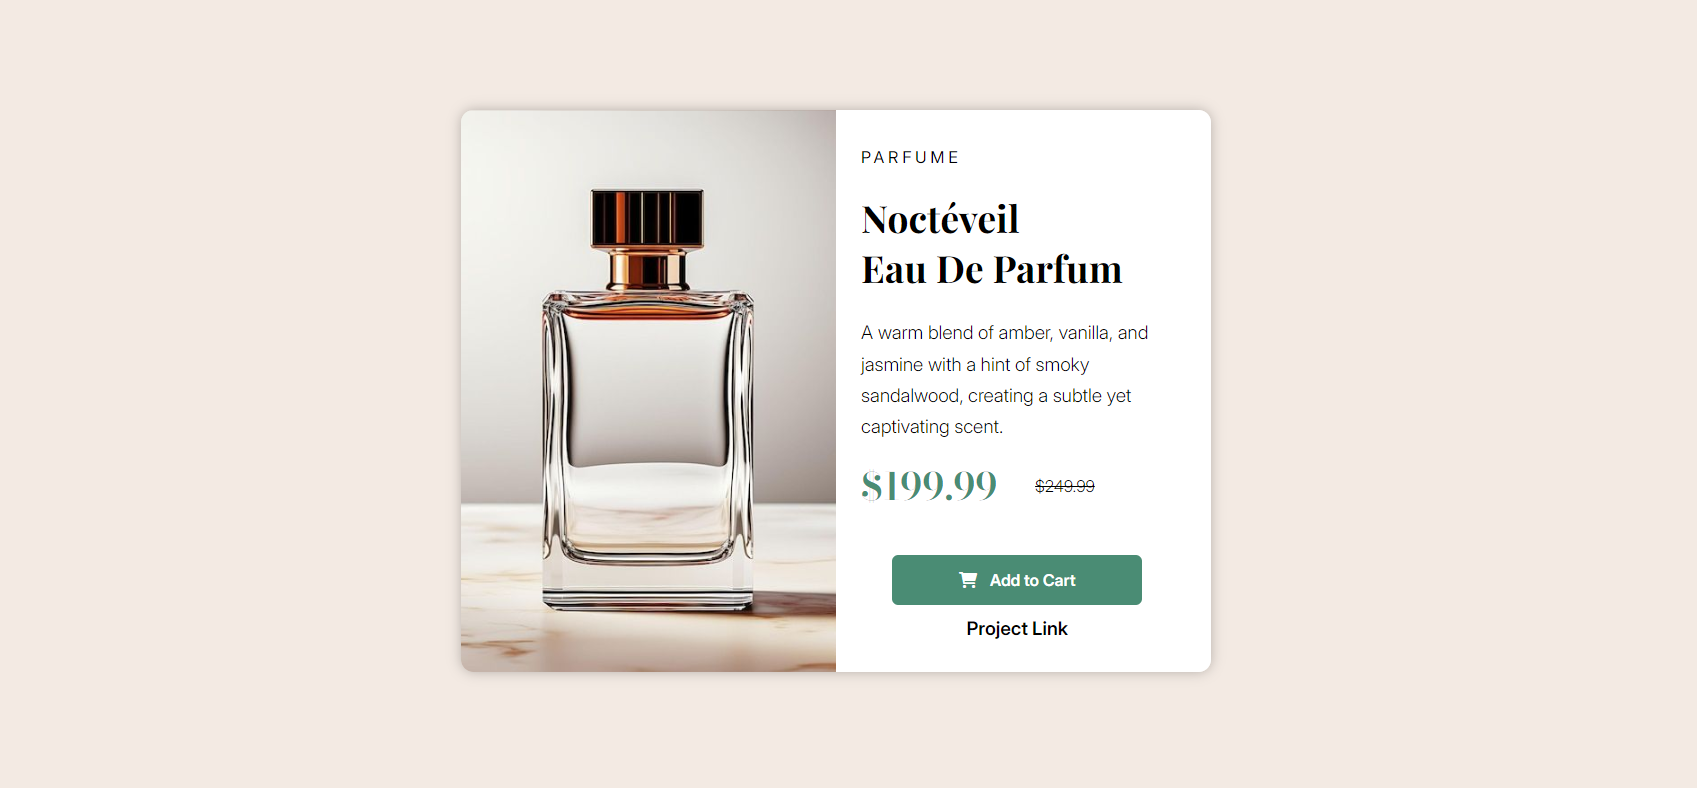 PARFUME
Noctéveil
Eau De Parfum
A warm blend of amber, vanilla, and
jasmine with a hint of smoky
sandalwood, creating a subtle yet
captivating scent.
$199.99 $249.99
Add to Cart
Project Link